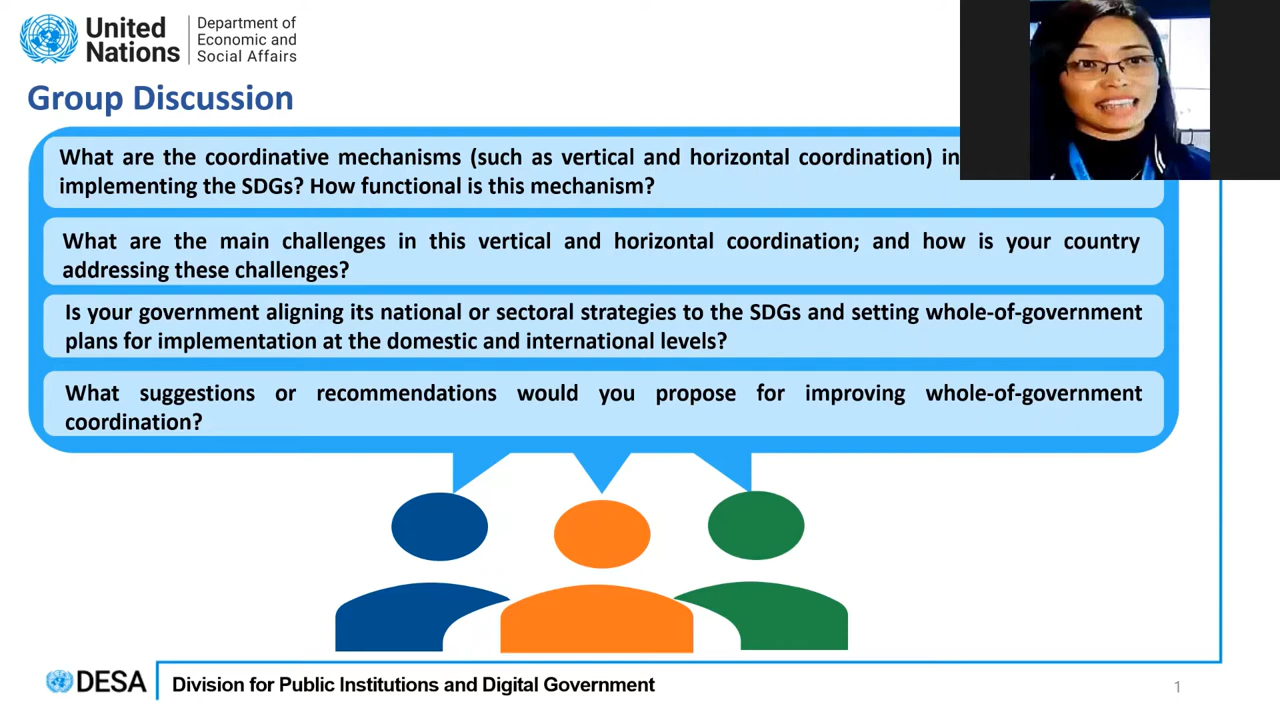 United
Nations
Department of
Economic and
Social Affairs
Group Discussion
What are the coordinative mechanisms (such as vertical and horizontal coordination) in
implementing the SDGs? How functional is this mechanism?
What are the main challenges in this vertical and horizontal coordination; and how is your country
addressing these challenges?
Is your government aligning its national or sectoral strategies to the SDGs and setting whole-of-government
plans for implementation at the domestic and international levels?
What suggestions or recommendations would you propose for improving whole-of-government
coordination?
DESA
Division for Public Institutions and Digital Government
1